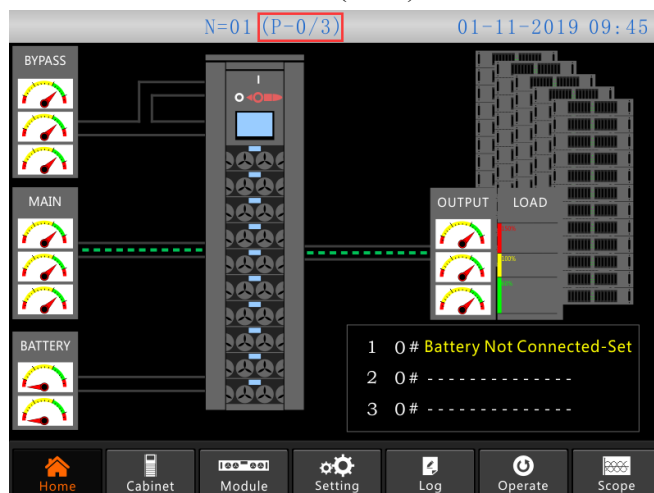 N=01 (P-0/3) 01-11-2019 09:45
BYPASS
MAIN
BATTERY
OUTPUT LOAD
100%
1 0# Battery Not Connected-Set
2 0# --------------
3 0# --------------
Home Cabinet Module Setting Log Operate Scope